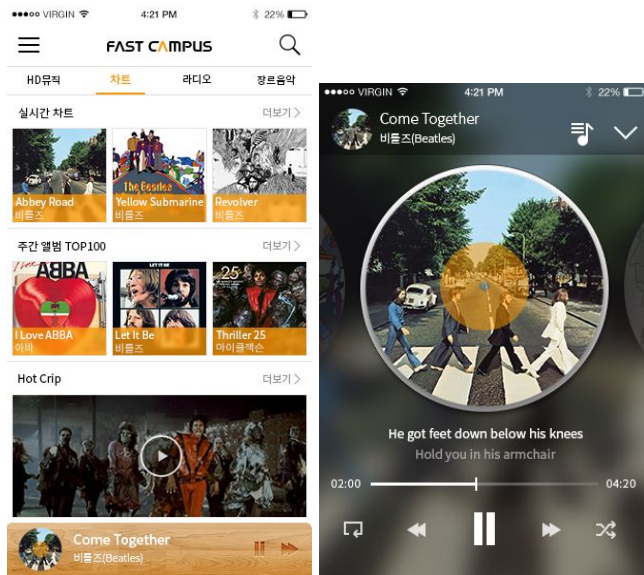 VIRGIN 4:21 PM 22%
FAST CAMPUS
HD뮤직 차트 라디오 장르음악
실시간 차트 더보기
The Beatles
Abbey Road
비틀즈
Yellow Submarine
비틀즈
Revolver
비틀즈
주간 앨범 TOP100 더보기
ABBA
I Love ABBA
아바
LET IT BE
Let It Be
비틀즈
25
Thriller 25
마이클잭슨
Hot Crip 더보기
Come Together
비틀즈(Beatles)
VIRGIN 4:21 PM 22%
Come Together
비틀즈(Beatles)
He got feet down below his knees
Hold you in his armchair
02:00 04:20